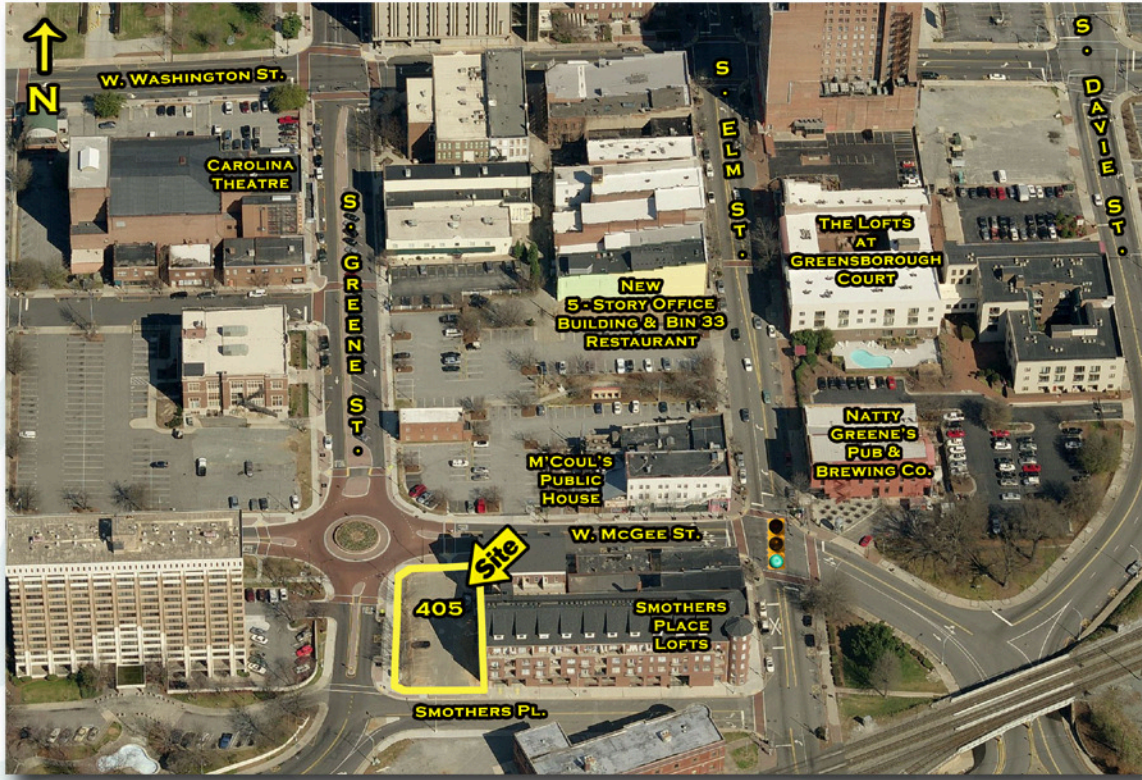 N
W. Washington St.
S. Elm St.
S. Davie St.
Carolina
Theatre
S. Greene St.
The Lofts
at
Greensborough
Court
New
5-Story Office
Building & Bin 33
Restaurant
Natty
Greene's
Pub &
Brewing Co.
M'Coul's
Public
House
W. McGee St.
Site
405
Smothers
Place
Lofts
Smothers Pl.